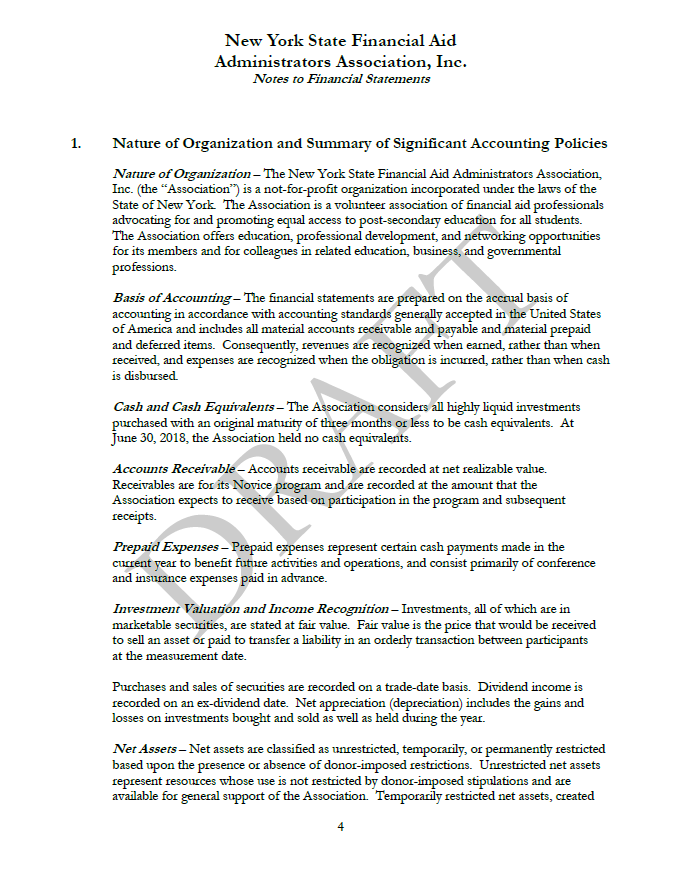 New York State Financial Aid
Administrators Association, Inc.
Notes to Financial Statements
1. Nature of Organization and Summary of Significant Accounting Policies
Nature of Organization – The New York State Financial Aid Administrators Association,
Inc. (the “Association”) is a not-for-profit organization incorporated under the laws of the
State of New York. The Association is a volunteer association of financial aid professionals
advocating for and promoting equal access to post-secondary education for all students.
The Association offers education, professional development, and networking opportunities
for its members and for colleagues in related education, business, and governmental
professions.
Basis of Accounting – The financial statements are prepared on the accrual basis of
accounting in accordance with accounting standards generally accepted in the United States
of America and includes all material accounts receivable and payable and material prepaid
and deferred items. Consequently, revenues are recognized when earned, rather than when
received, and expenses are recognized when the obligation is incurred, rather than when cash
is disbursed.
Cash and Cash Equivalents – The Association considers all highly liquid investments
purchased with an original maturity of three months or less to be cash equivalents. At
June 30, 2018, the Association held no cash equivalents.
Accounts Receivable – Accounts receivable are recorded at net realizable value.
Receivables are for its Novice program and are recorded at the amount that the
Association expects to receive based on participation in the program and subsequent
receipts.
Prepaid Expenses – Prepaid expenses represent certain cash payments made in the
current year to benefit future activities and operations, and consist primarily of conference
and insurance expenses paid in advance.
Investment Valuation and Income Recognition – Investments, all of which are in
marketable securities, are stated at fair value. Fair value is the price that would be received
to sell an asset or paid to transfer a liability in an orderly transaction between participants
at the measurement date.
Purchases and sales of securities are recorded on a trade-date basis. Dividend income is
recorded on an ex-dividend date. Net appreciation (depreciation) includes the gains and
losses on investments bought and sold as well as held during the year.
Net Assets – Net assets are classified as unrestricted, temporarily, or permanently restricted
based upon the presence or absence of donor-imposed restrictions. Unrestricted net assets
represent resources whose use is not restricted by donor-imposed stipulations and are
available for general support of the Association. Temporarily restricted net assets, created
4
DRAFT